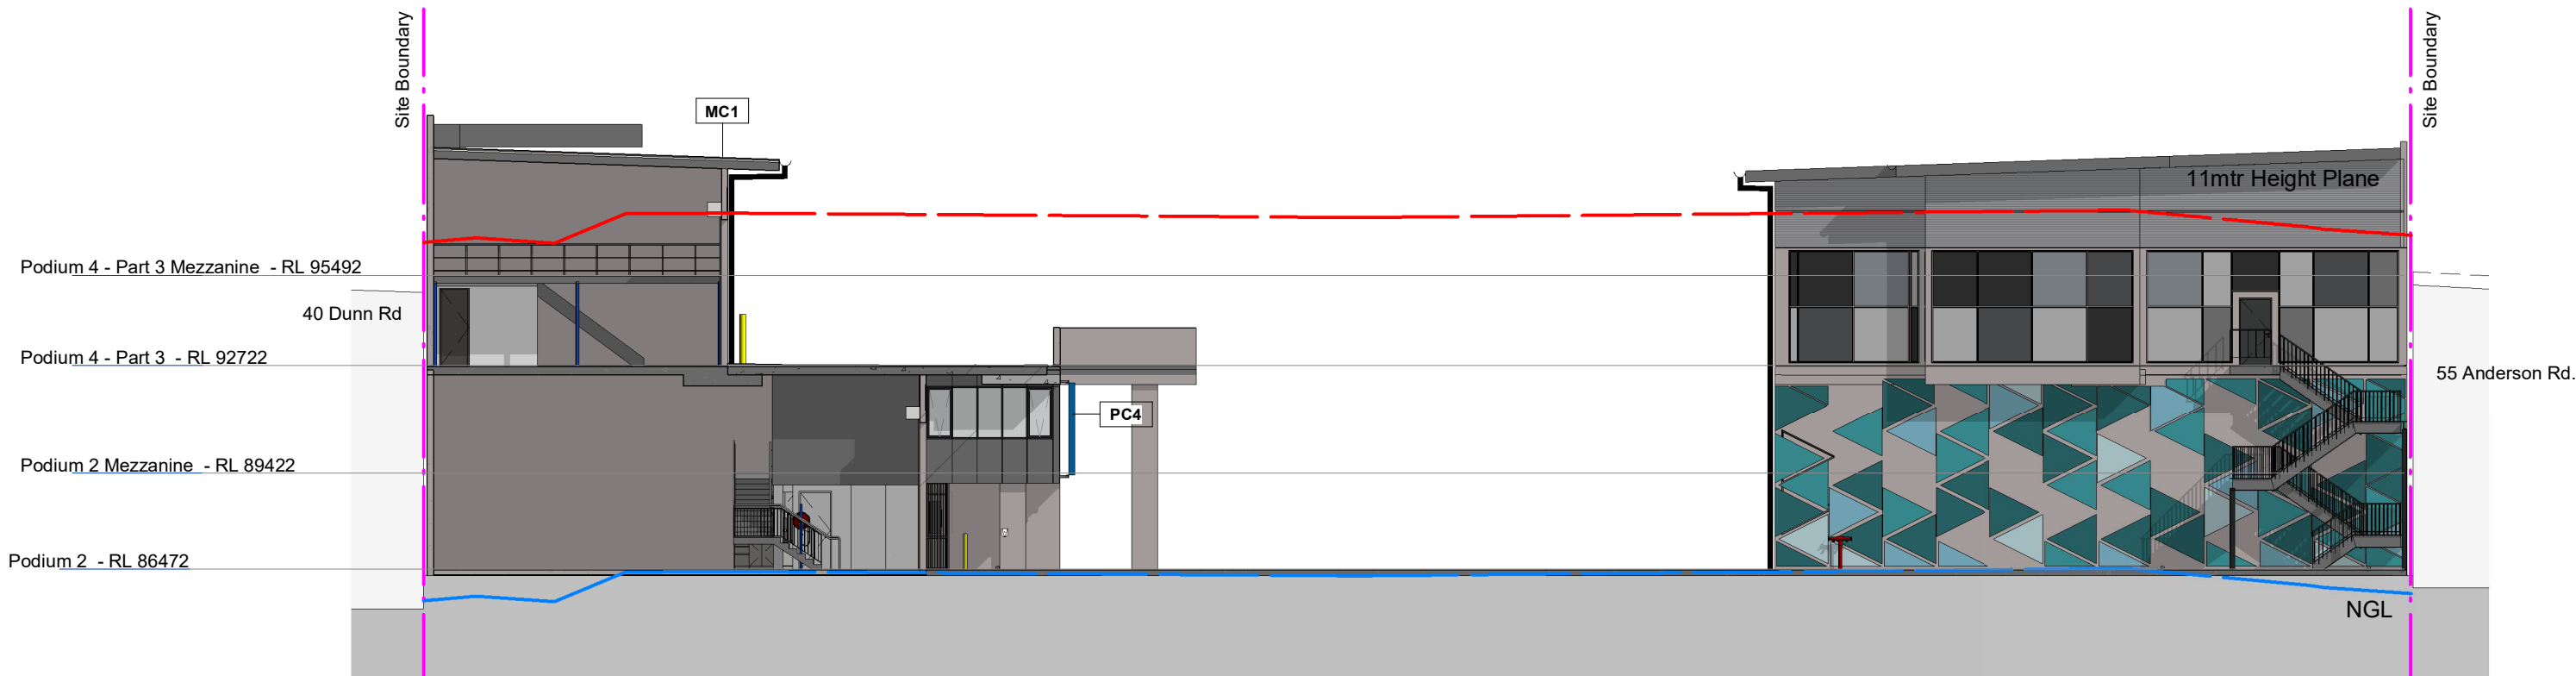 Site Boundary
Site Boundary
MC1
11mtr Height Plane
Podium 4 - Part 3 Mezzanine - RL 95492
40 Dunn Rd
Podium 4 - Part 3 - RL 92722
55 Anderson Rd.
PC4
Podium 2 Mezzanine - RL 89422
Podium 2 - RL 86472
NGL